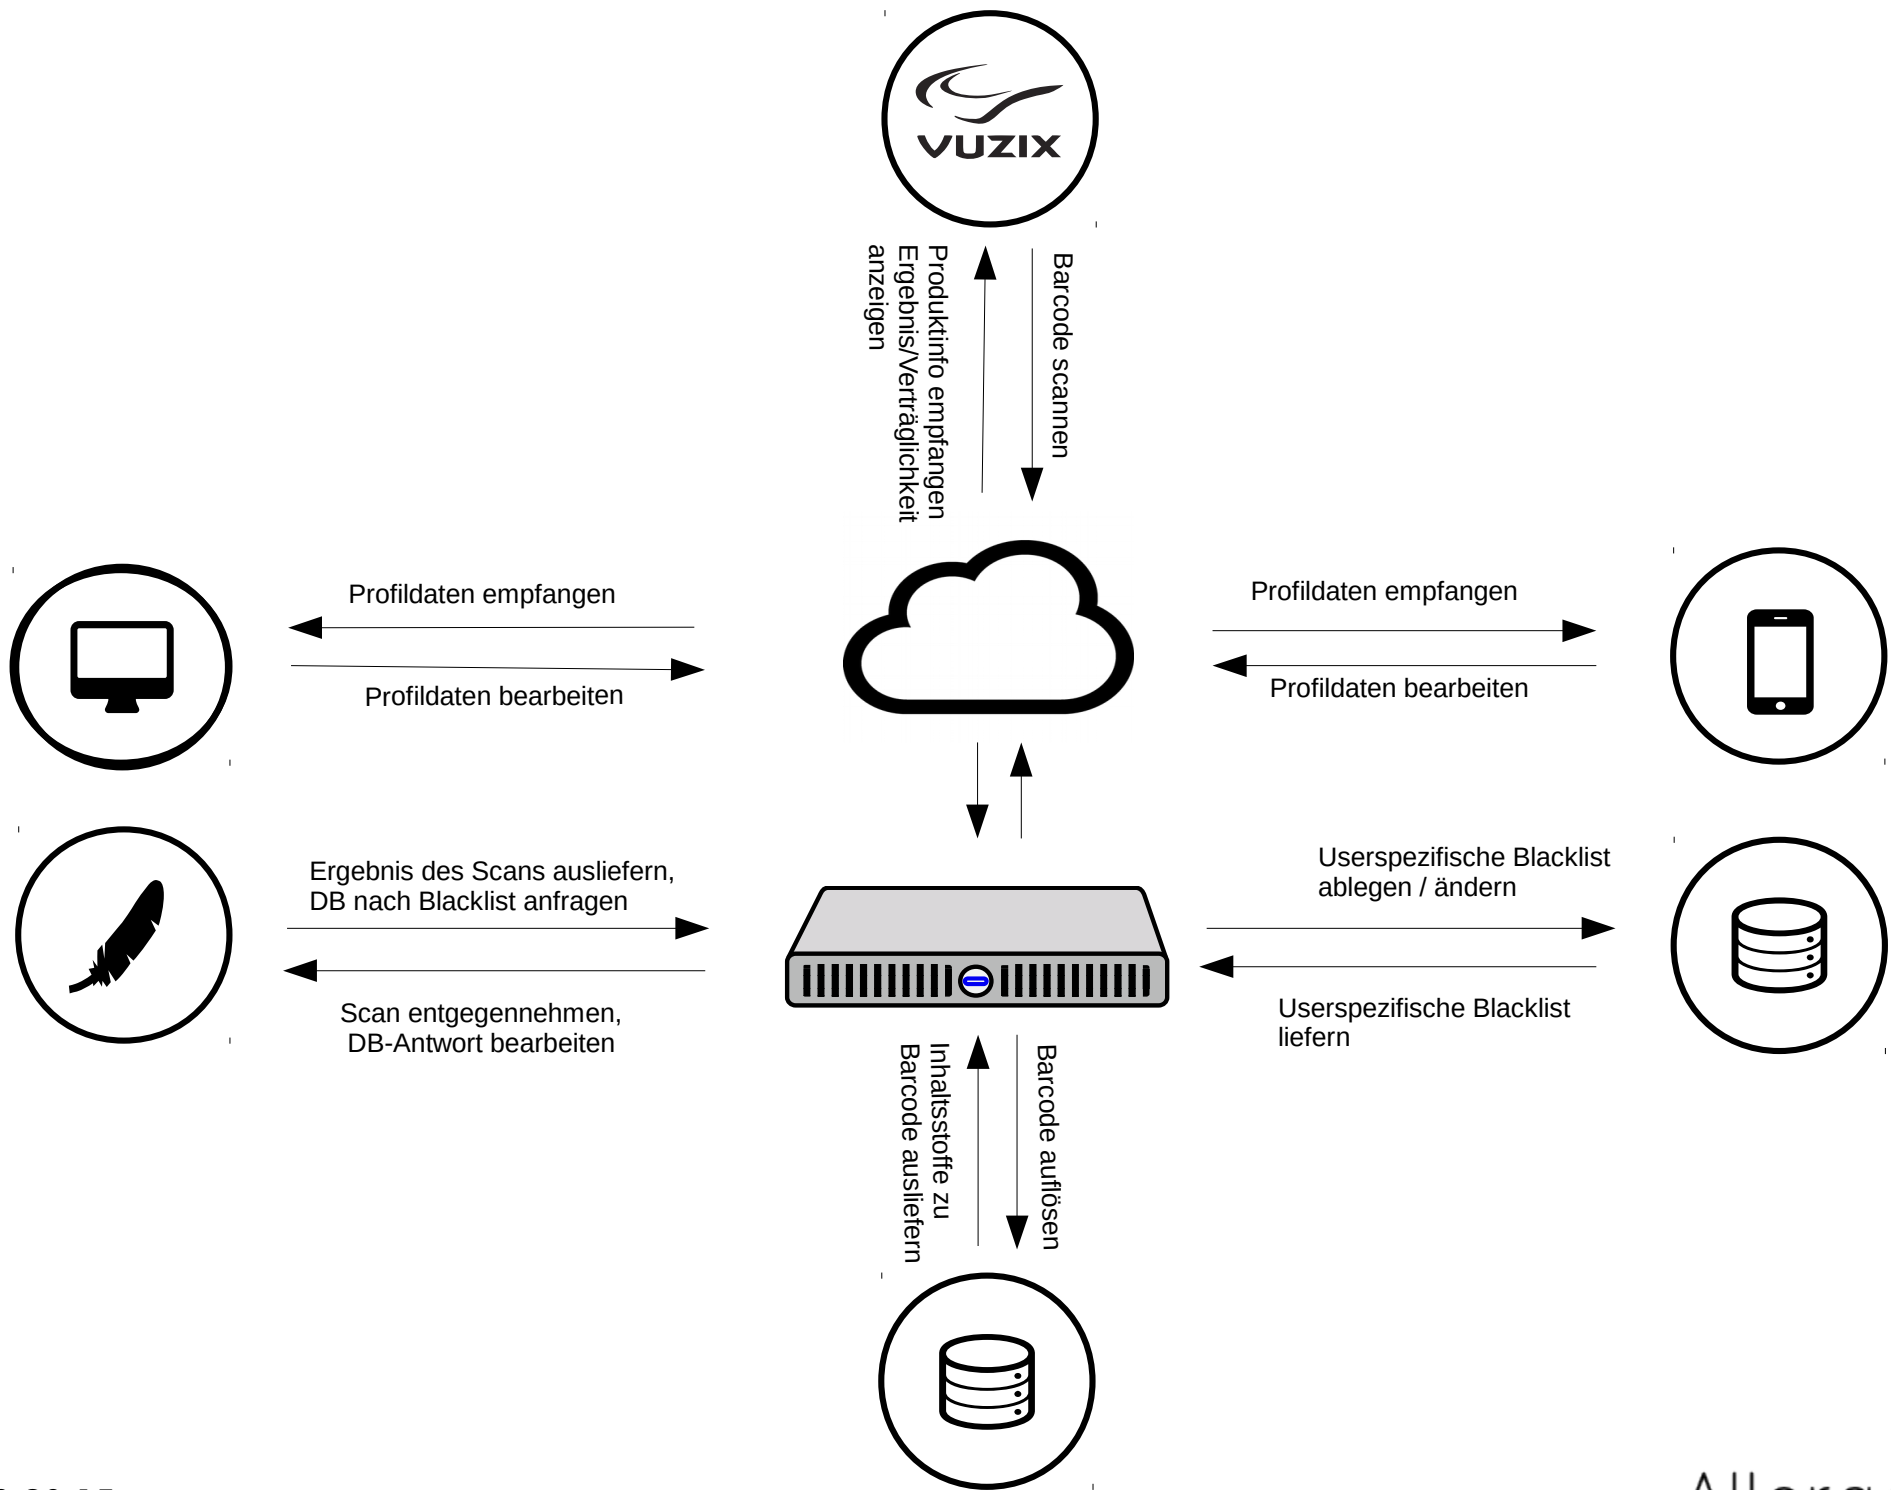 VUZIX
Produktinfo empfangen
Ergebnis/Verträglichkeit
anzeigen
Barcode scannen
Profildaten empfangen
Profildaten bearbeiten
Profildaten empfangen
Profildaten bearbeiten
Ergebnis des Scans ausliefern,
DB nach Blacklist anfragen
Scan entgegennehmen,
DB-Antwort bearbeiten
Userspezifische Blacklist
ablegen / ändern
Userspezifische Blacklist
liefern
Inhaltsstoffe zu
Barcode ausliefern
Barcode auflösen